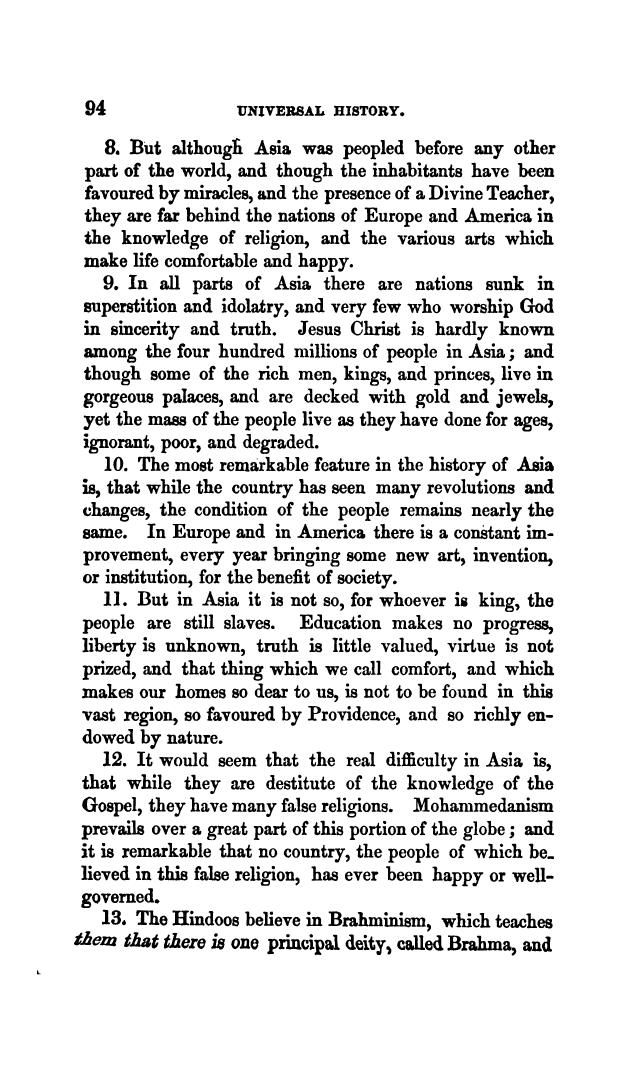 94 UNIVERSAL HISTORY.
8. But although Asia was peopled before any other
part of the world, and though the inhabitants have been
favoured by miracles, and the presence of a Divine Teacher,
they are far behind the nations of Europe and America in
the knowledge of religion, and the various arts which
make life comfortable and happy.
9. In all parts of Asia there are nations sunk in
superstition and idolatry, and very few who worship God
in sincerity and truth. Jesus Christ is hardly known
among the four hundred millions of people in Asia; and
though some of the rich men, kings, and princes, live in
gorgeous palaces, and are decked with gold and jewels,
yet the mass of the people live as they have done for ages,
ignorant, poor, and degraded.
10. The most remarkable feature in the history of Asia
is, that while the country has seen many revolutions and
changes, the condition of the people remains nearly the
same. In Europe and in America there is a constant im-
provement, every year bringing some new art, invention,
or institution, for the benefit of society.
11. But in Asia it is not so, for whoever is king, the
people are still slaves. Education makes no progress,
liberty is unknown, truth is little valued, virtue is not
prized, and that thing which we call comfort, and which
makes our homes so dear to us, is not to be found in this
vast region, so favoured by Providence, and so richly en-
dowed by nature.
12. It would seem that the real difficulty in Asia is,
that while they are destitute of the knowledge of the
Gospel, they have many false religions. Mohammedanism
prevails over a great part of this portion of the globe; and
it is remarkable that no country, the people of which be-
lieved in this false religion, has ever been happy or well-
governed.
13. The Hindoos believe in Brahminism, which teaches
them that there is one principal deity, called Brahma, and